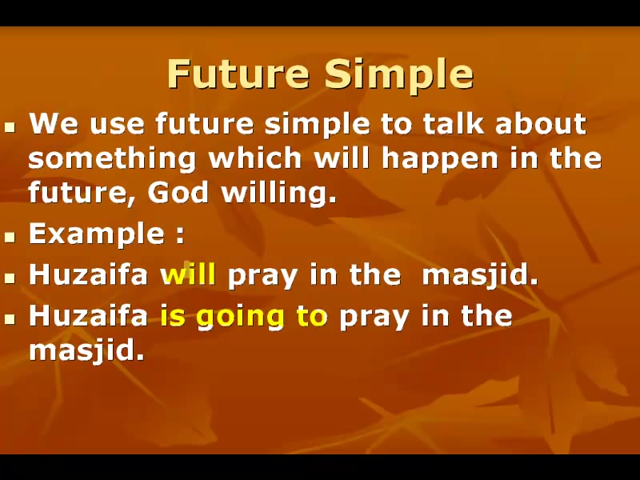 Future Simple
We use future simple to talk about
something which will happen in the
future, God willing.
Example :
Huzaifa will pray in the masjid.
Huzaifa is going to pray in the
masjid.